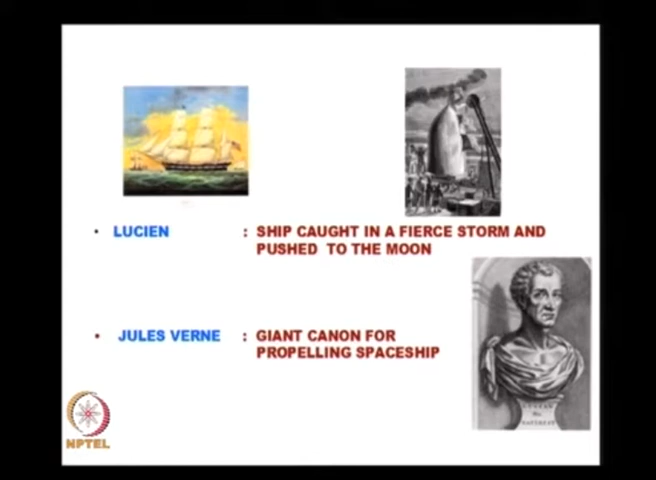 • LUCIEN : SHIP CAUGHT IN A FIERCE STORM AND
PUSHED TO THE MOON
• JULES VERNE : GIANT CANON FOR
PROPELLING SPACESHIP
NPTEL